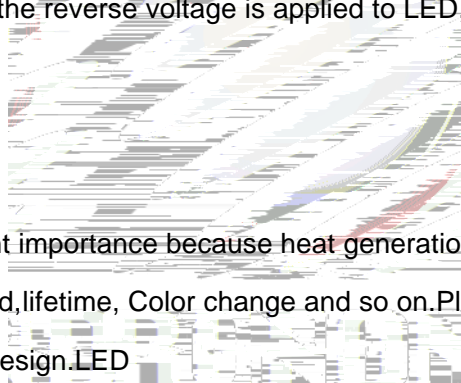 the reverse voltage is applied to LED
importance because heat generatio
lifetime, Color change and so on.Pl
esign.LED